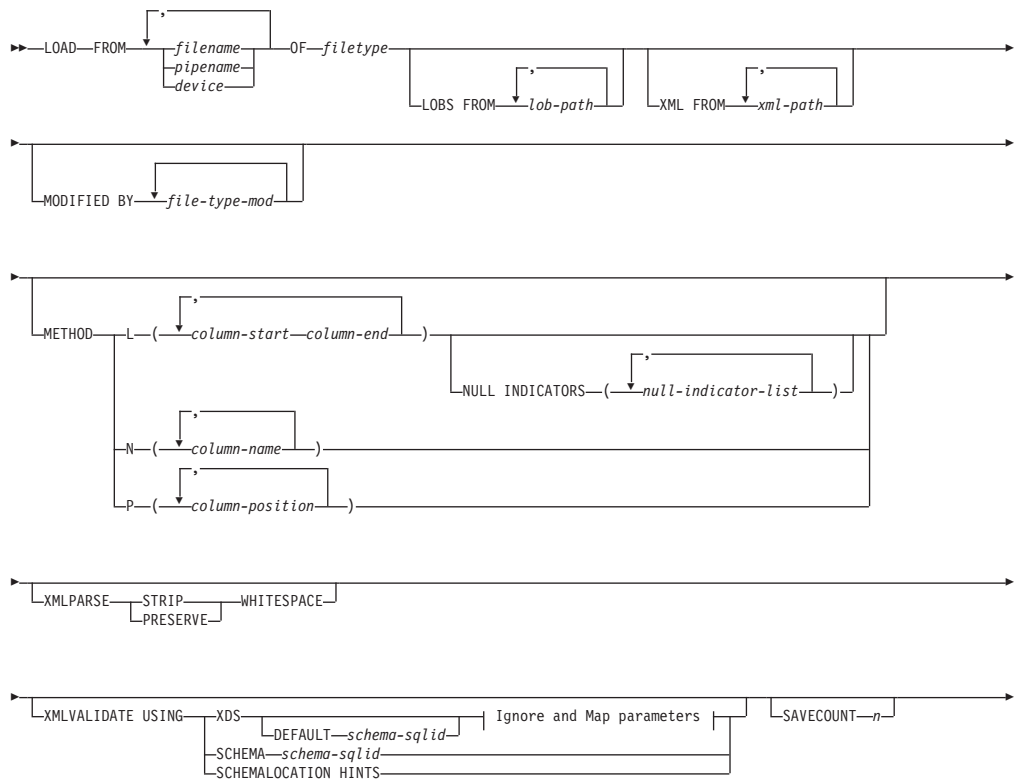 ,
LOAD FROM filename OF filetype
pipename
device
, ,
LOBS FROM lob-path XML FROM xml-path
MODIFIED BY file-type-mod
,
METHOD L ( column-start column-end )
,
NULL INDICATORS ( null-indicator-list )
,
N ( column-name )
,
P ( column-position )
XMLPARSE STRIP WHITESPACE
PRESERVE
XMLVALIDATE USING XDS Ignore and Map parameters SAVECOUNT n
DEFAULT schema-sqlid
SCHEMA schema-sqlid
SCHEMALOCATION HINTS